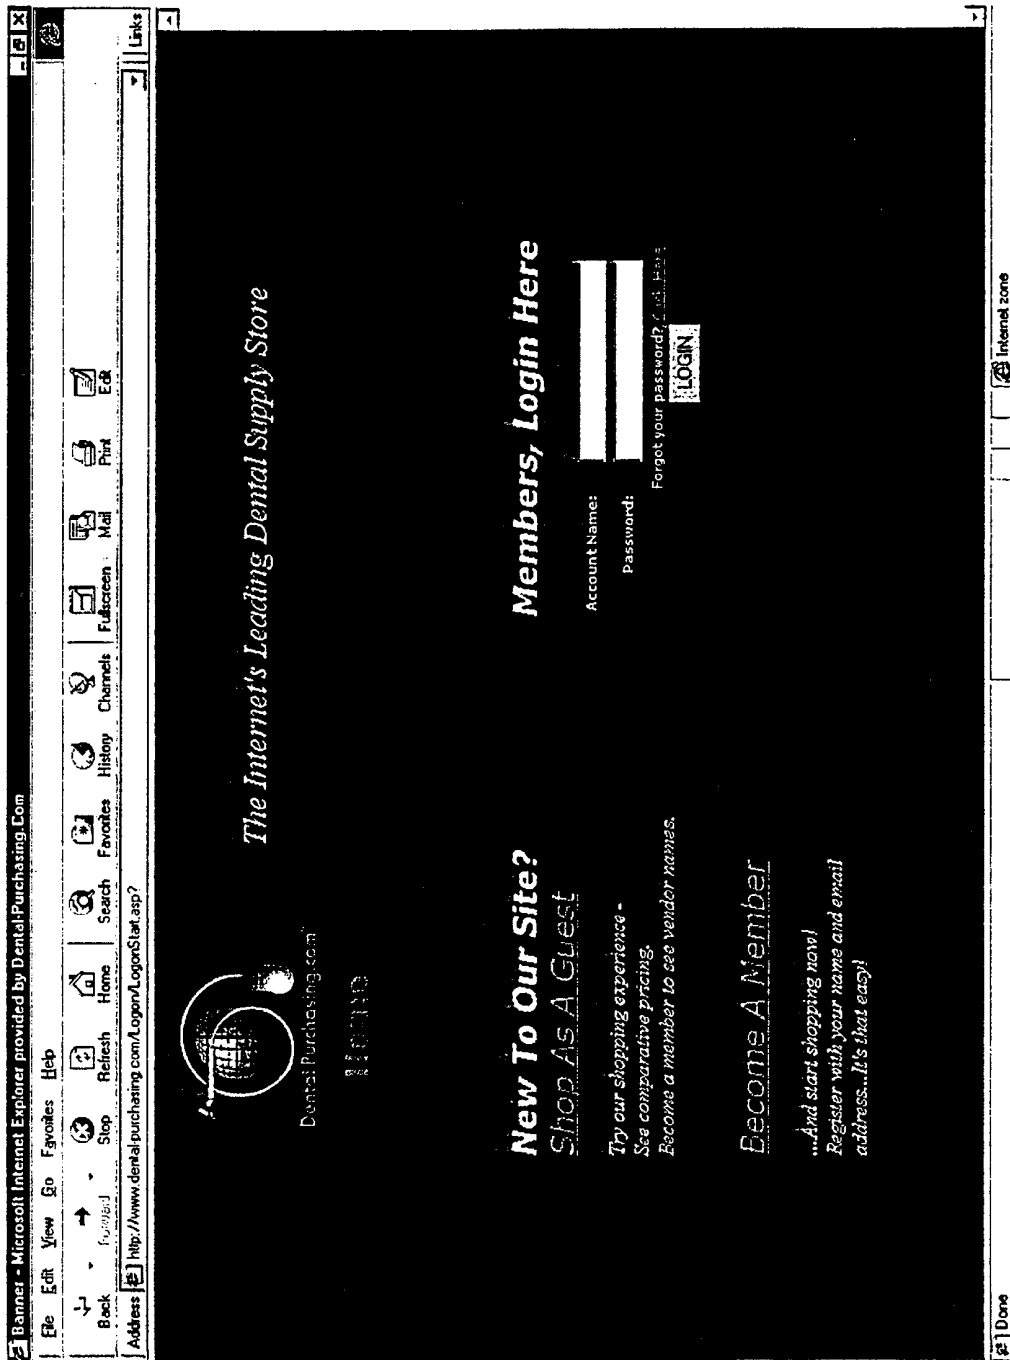 Banner - Microsoft Internet Explorer provided by Dental-Purchasing.Com
File Edit View Go Favorites Help
Back Forward Stop Refresh Home Search Favorites History Channels Fullscreen Mail Print Edit
Address http://www.dental-purchasing.com/Logon/LogonStart.asp? Links
The Internet's Leading Dental Supply Store
Dental Purchasing.com
Home
New To Our Site?
Shop As A Guest
Try our shopping experience -
See comparative pricing.
Become a member to see vendor names.
Become A Member
...And start shopping now!
Register with your name and email
address...It's that easy!
Members, Login Here
Account Name:
Password:
Forgot your password? Click Here
LOGIN
Done Internet zone